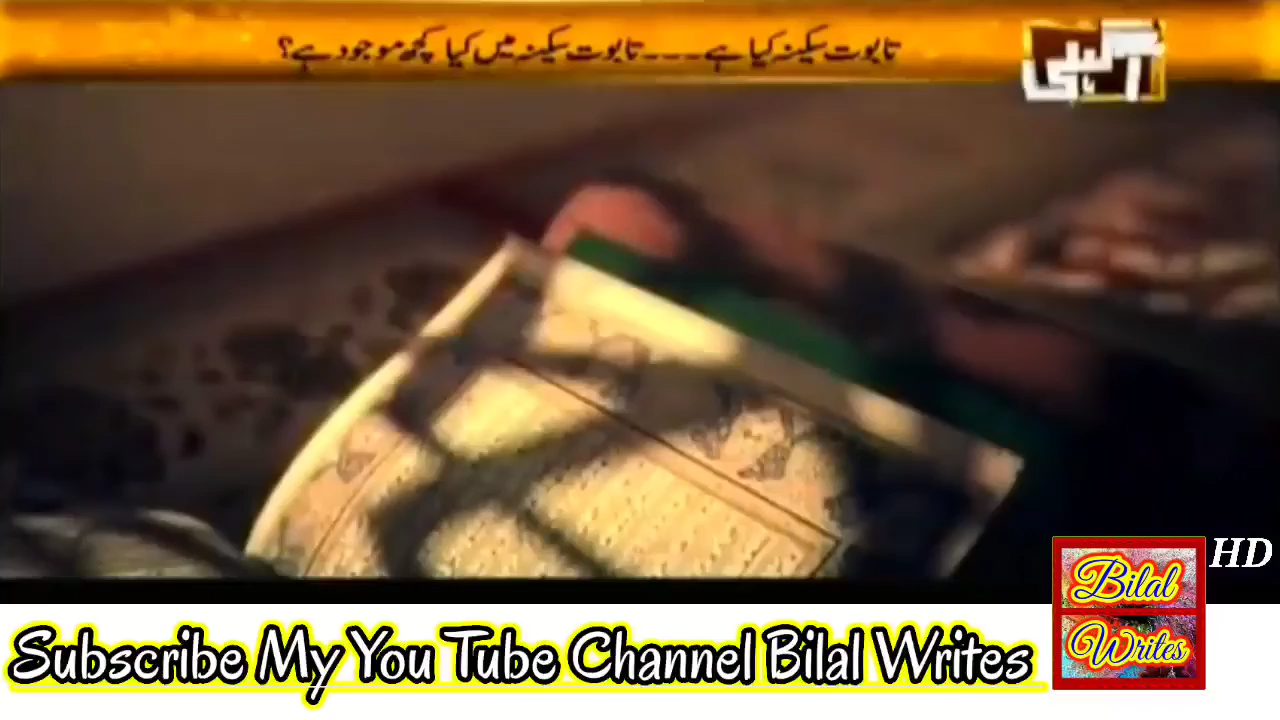 تابوت سکینہ کیا ہے ۔۔۔۔ تابوت سکینہ میں کیا کچھ موجود ہے؟
آگہی
HD
Bilal
Writes
Subscribe My You Tube Channel Bilal Writes